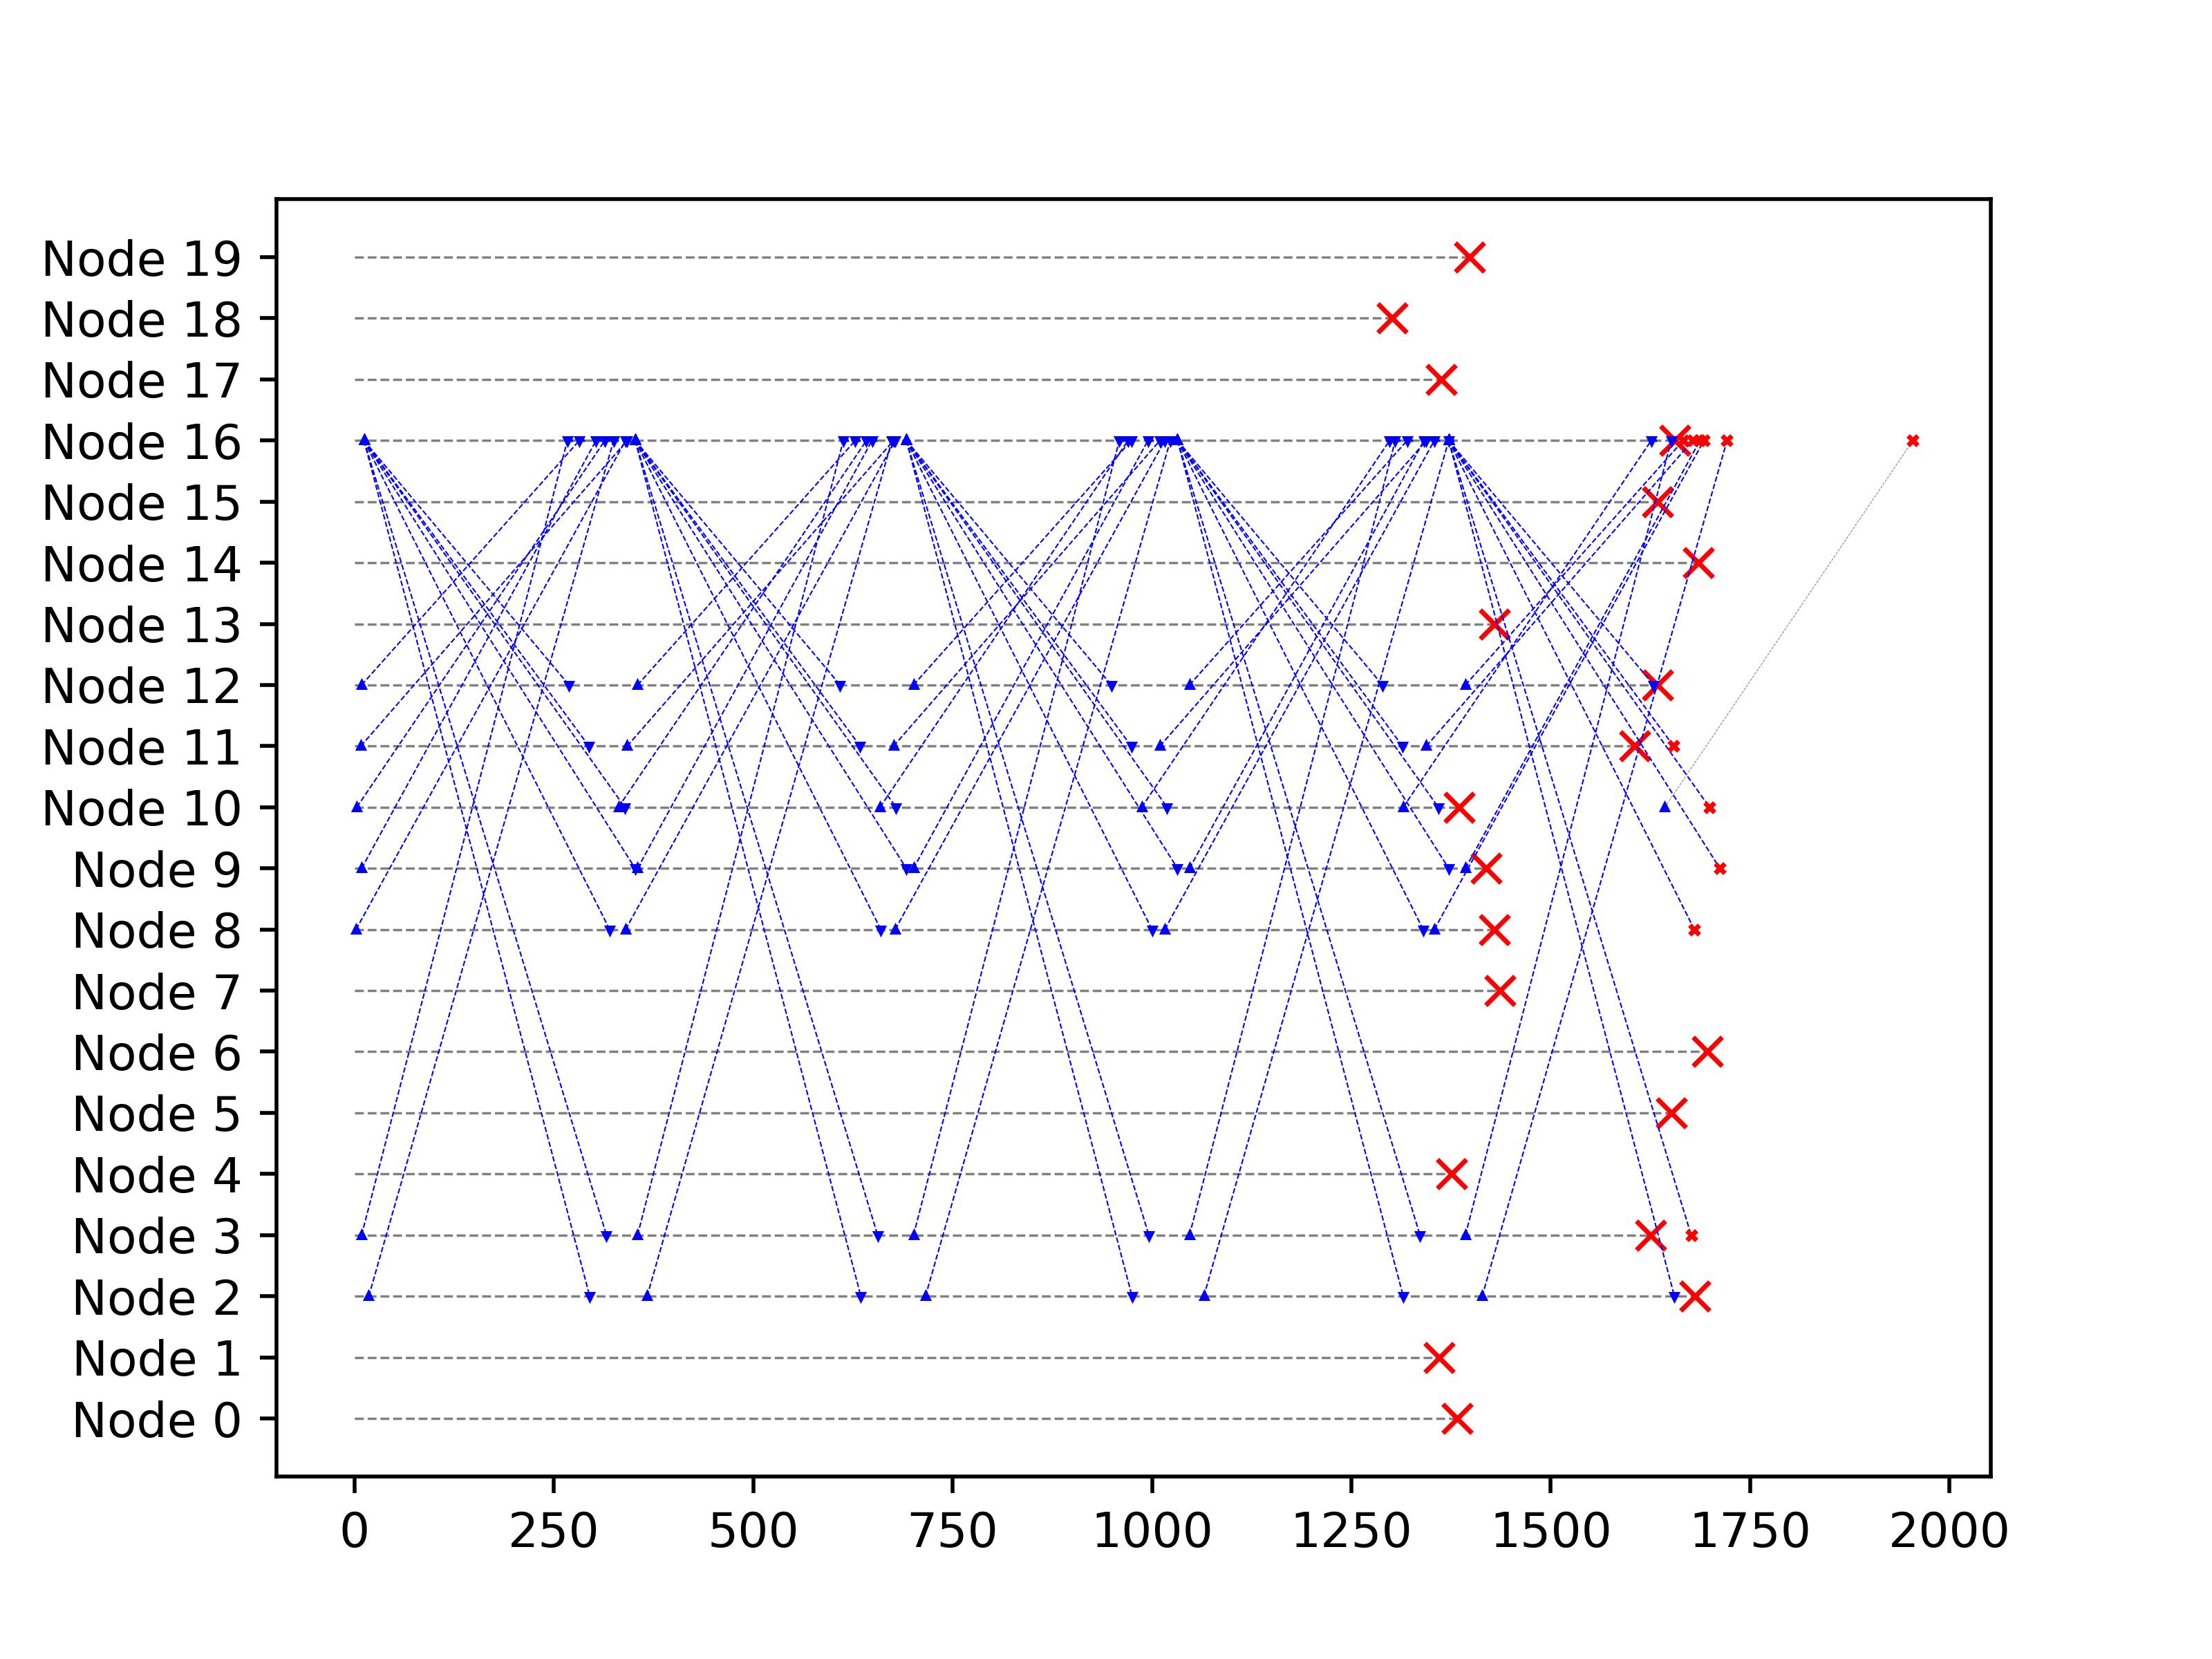 Node 19
Node 18
Node 17
Node 16
Node 15
Node 14
Node 13
Node 12
Node 11
Node 10
Node 9
Node 8
Node 7
Node 6
Node 5
Node 4
Node 3
Node 2
Node 1
Node 0
0 250 500 750 1000 1250 1500 1750 2000